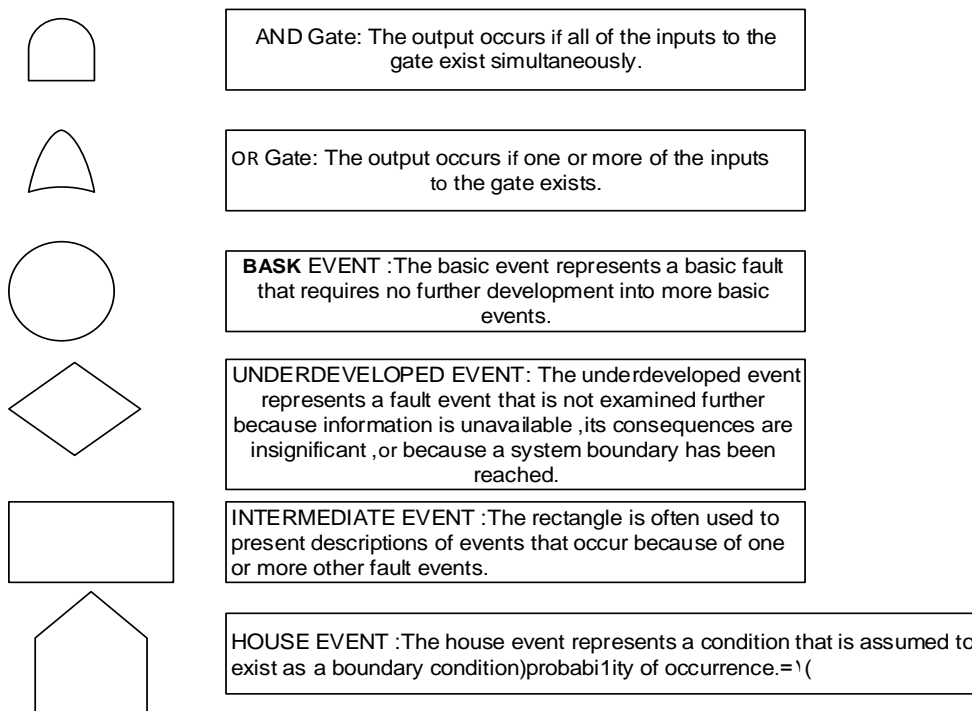 AND Gate: The output occurs if all of the inputs to the
gate exist simultaneously.
OR Gate: The output occurs if one or more of the inputs
to the gate exists.
BASK EVENT :The basic event represents a basic fault
that requires no further development into more basic
events.
UNDERDEVELOPED EVENT: The underdeveloped event
represents a fault event that is not examined further
because information is unavailable ,its consequences are
insignificant ,or because a system boundary has been
reached.
INTERMEDIATE EVENT :The rectangle is often used to
present descriptions of events that occur because of one
or more other fault events.
HOUSE EVENT :The house event represents a condition that is assumed to
exist as a boundary condition)probabi1ity of occurrence.=١(